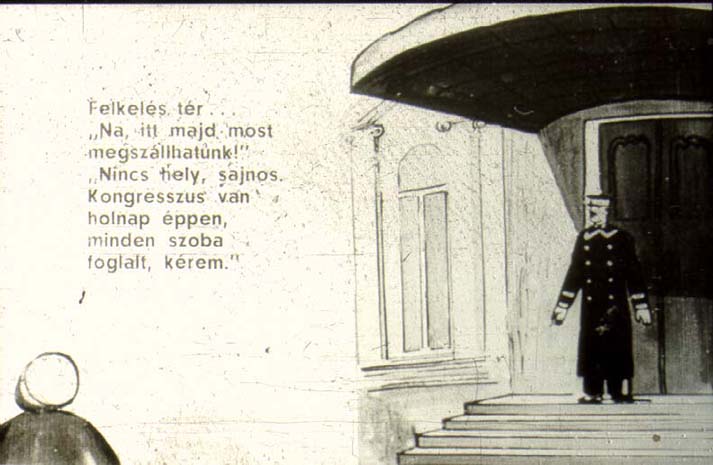 Felkelés tér . . .
„Na, itt majd most
megszállhatunk!”
„Nincs hely, sajnos.
Kongresszus van
holnap éppen,
minden szoba
foglalt, kérem.”